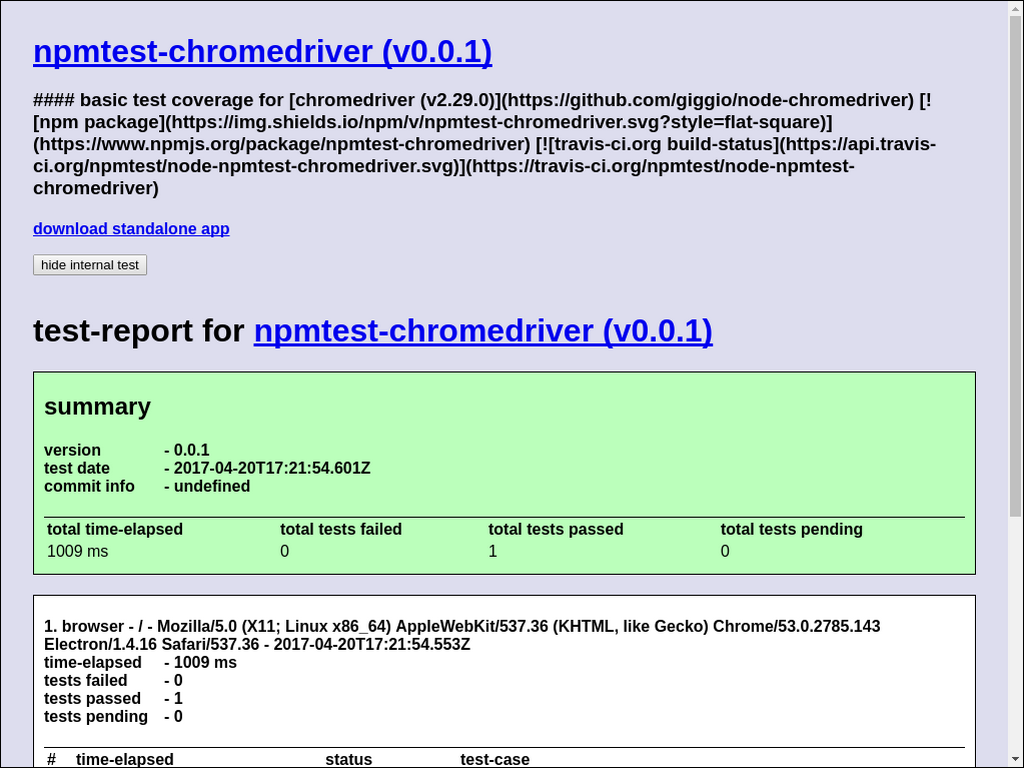 npmtest-chromedriver (v0.0.1)
#### basic test coverage for [chromedriver (v2.29.0)](https://github.com/giggio/node-chromedriver) [!
[npm package](https://img.shields.io/npm/v/npmtest-chromedriver.svg?style=flat-square)]
(https://www.npmjs.org/package/npmtest-chromedriver) [![travis-ci.org build-status](https://api.travis-
ci.org/npmtest/node-npmtest-chromedriver.svg)](https://travis-ci.org/npmtest/node-npmtest-
chromedriver)
download standalone app
hide internal test
test-report for npmtest-chromedriver (v0.0.1)
summary
version - 0.0.1
test date - 2017-04-20T17:21:54.601Z
commit info - undefined
total time-elapsed total tests failed total tests passed total tests pending
1009 ms 0 1 0
1. browser - / - Mozilla/5.0 (X11; Linux x86_64) AppleWebKit/537.36 (KHTML, like Gecko) Chrome/53.0.2785.143
Electron/1.4.16 Safari/537.36 - 2017-04-20T17:21:54.553Z
time-elapsed - 1009 ms
tests failed - 0
tests passed - 1
tests pending - 0
# time-elapsed status test-case